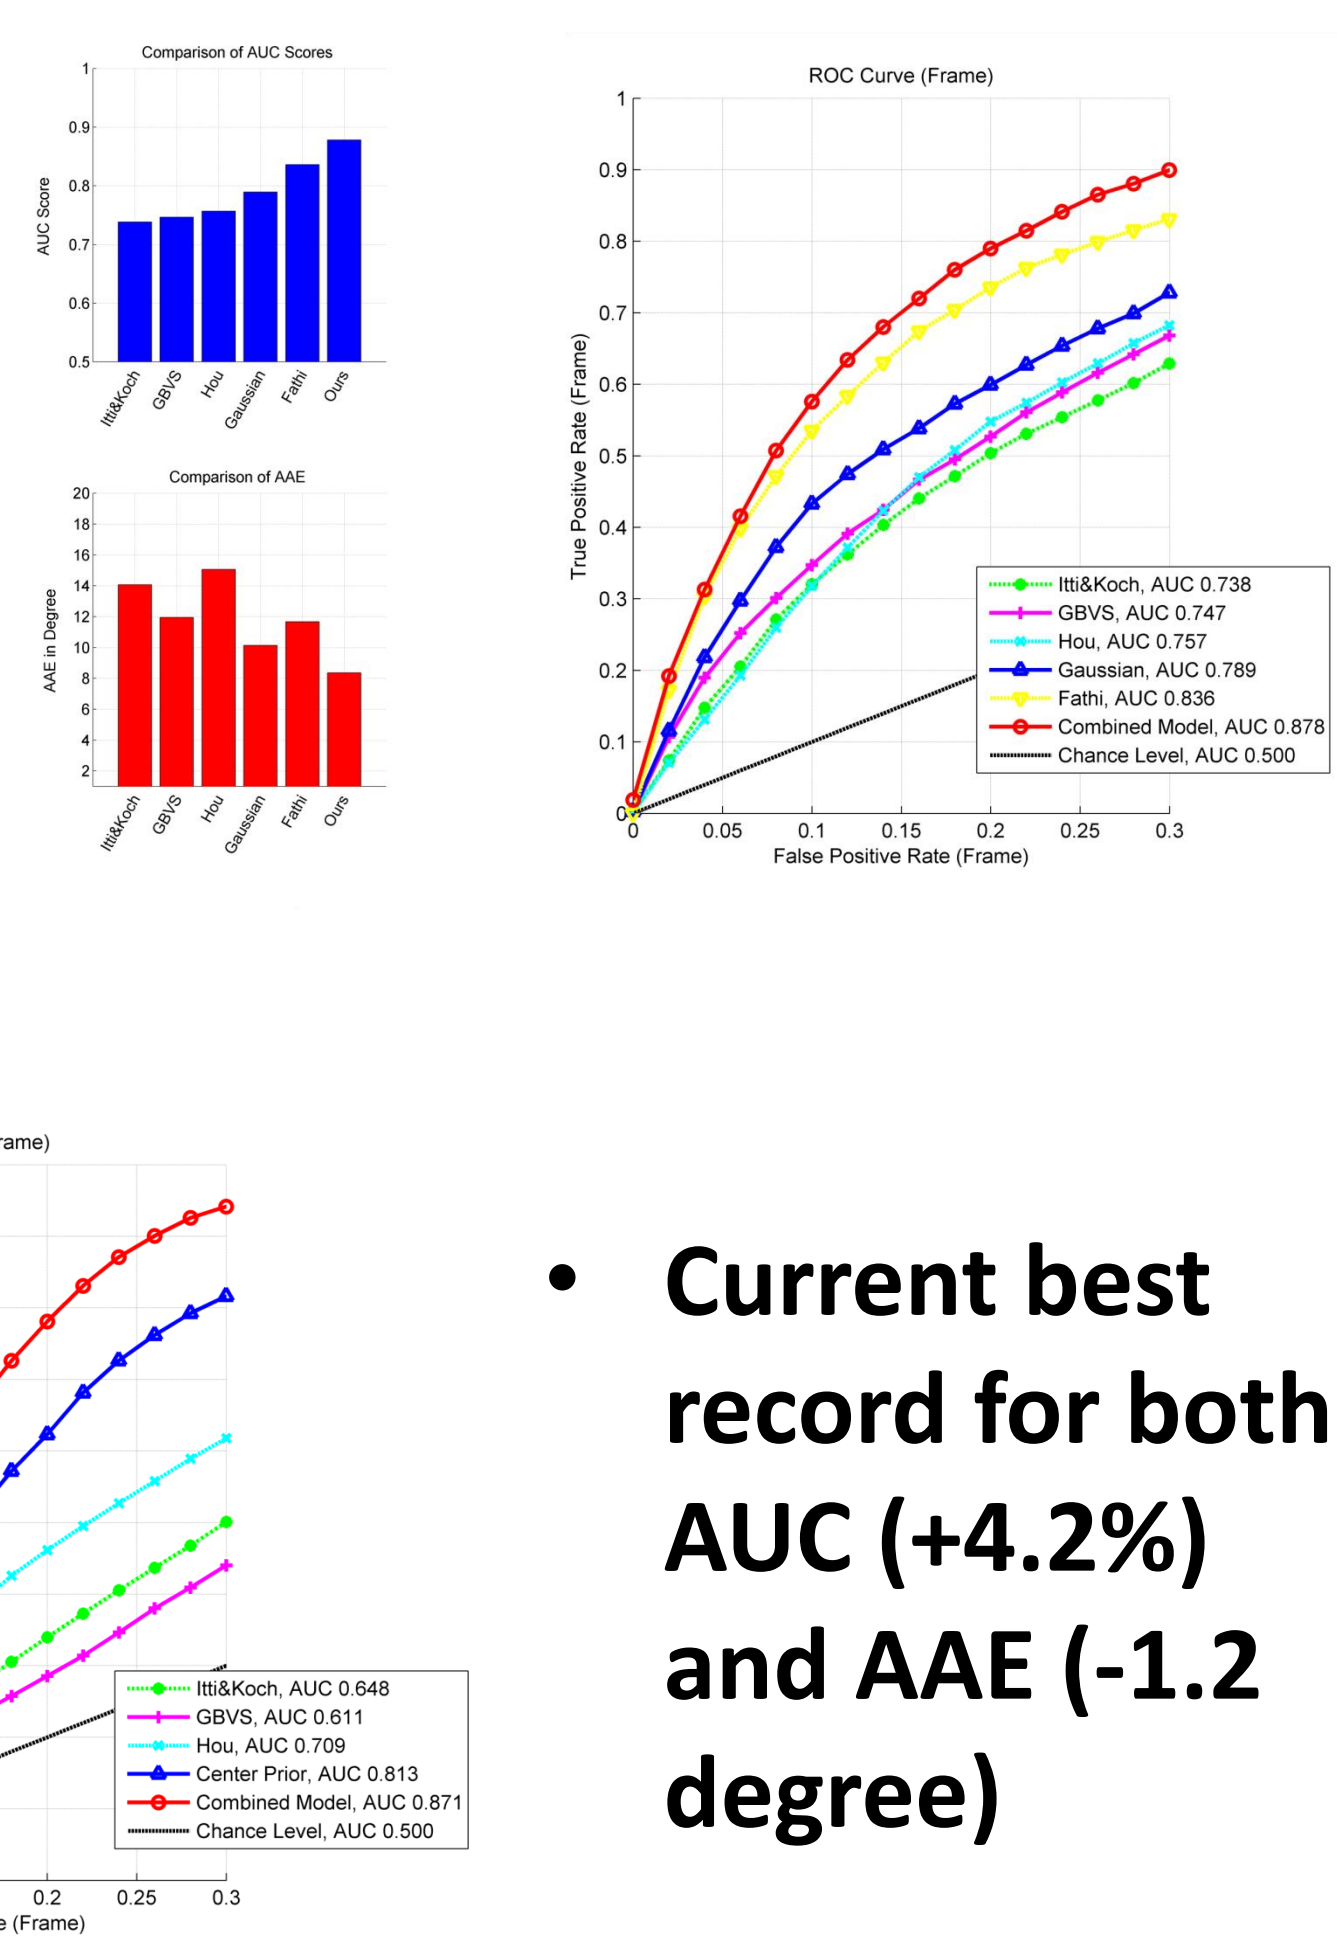 Comparison of AUC Scores
1
0.9
0.8
0.7
0.6
0.5
AUC Score
Itti&Koch
GBVS
Hou
Gaussian
Fathi
Ours
Comparison of AAE
20
18
16
14
12
10
8
6
4
2
AAE in Degree
Itti&Koch
GBVS
Hou
Gaussian
Fathi
Ours
ROC Curve (Frame)
1
0.9
0.8
0.7
0.6
0.5
0.4
0.3
0.2
0.1
0
True Positive Rate (Frame)
Itti&Koch, AUC 0.738
GBVS, AUC 0.747
Hou, AUC 0.757
Gaussian, AUC 0.789
Fathi, AUC 0.836
Combined Model, AUC 0.878
Chance Level, AUC 0.500
0 0.05 0.1 0.15 0.2 0.25 0.3
False Positive Rate (Frame)
rame)
Itti&Koch, AUC 0.648
GBVS, AUC 0.611
Hou, AUC 0.709
Center Prior, AUC 0.813
Combined Model, AUC 0.871
Chance Level, AUC 0.500
0.2 0.25 0.3
e (Frame)
• Current best
record for both
AUC (+4.2%)
and AAE (-1.2
degree)